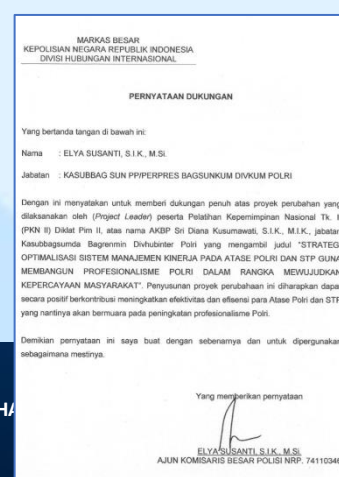 MARKAS BESAR
KEPOLISIAN NEGARA REPUBLIK INDONESIA
DIVISI HUBUNGAN INTERNASIONAL
PERNYATAAN DUKUNGAN
Yang bertanda tangan di bawah ini:
Nama : ELYA SUSANTI, S.I.K., M.Si.
Jabatan : KASUBBAG SUN PP/PERPRES BAGSUNKUM DIVKUM POLRI
Dengan ini menyatakan untuk memberi dukungan penuh atas proyek perubahan yang
dilaksanakan oleh (Project Leader) peserta Pelatihan Kepemimpinan Nasional Tk. I
(PKN II) Diklat Pim II, atas nama AKBP Sri Diana Kusumawati, S.I.K., M.I.K., jabatan
Kasubbagsumda Bagrenmin Divhubinter Polri yang mengambil judul "STRATEG
OPTIMALISASI SISTEM MANAJEMEN KINERJA PADA ATASE POLRI DAN STP GUNA
MEMBANGUN PROFESIONALISME POLRI DALAM RANGKA MEWUJUDKAN
KEPERCAYAAN MASYARAKAT". Penyusunan proyek perubahan ini diharapkan dapa
secara positif berkontribusi meningkatkan efektivitas dan efisensi para Atase Polri dan STP
yang nantinya akan bermuara pada peningkatan profesionalisme Polri.
Demikian pernyataan ini saya buat dengan sebenarnya dan untuk dipergunakan
sebagaimana mestinya.
Yang memberikan pernyataan
ELYA SUSANTI, S.I.K., M.Si.
AJUN KOMISARIS BESAR POLISI NRP. 74110346
HA